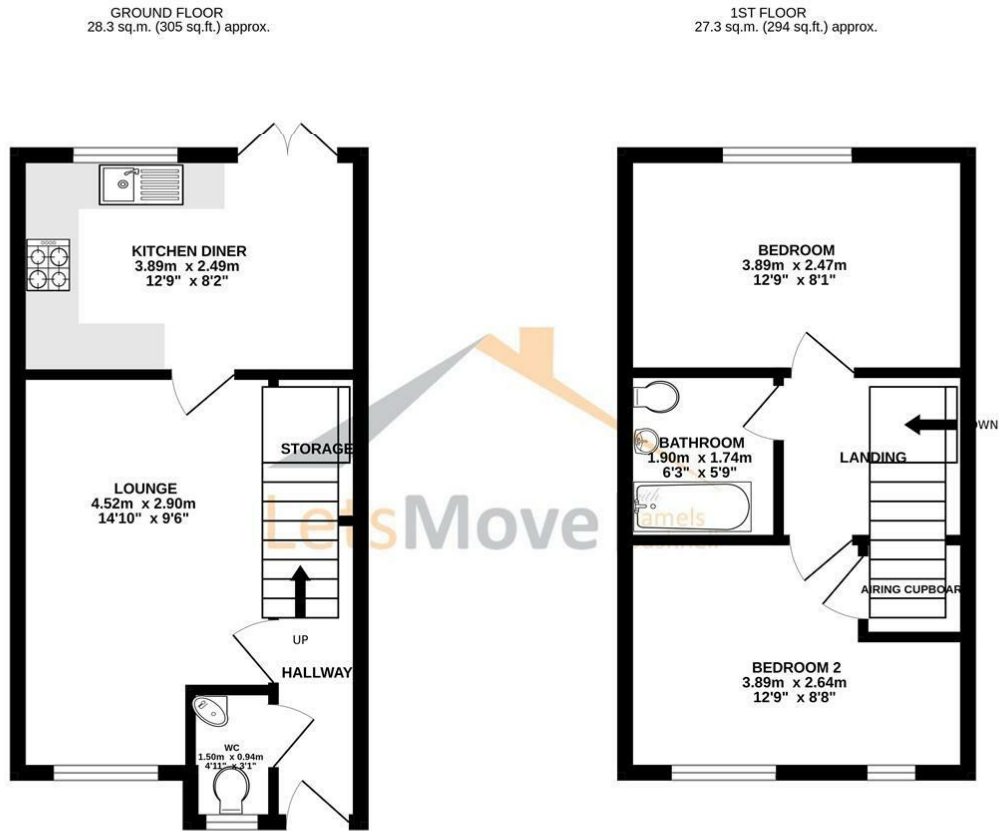 GROUND FLOOR
28.3 sq.m. (305 sq.ft.) approx.
1ST FLOOR
27.3 sq.m. (294 sq.ft.) approx.
KITCHEN DINER
3.89m x 2.49m
12'9" x 8'2"
BEDROOM
3.89m x 2.47m
12'9" x 8'1"
STORAGE
LOUNGE
4.52m x 2.90m
14'10" x 9'6"
BATHROOM
1.90m x 1.74m
6'3" x 5'9"
LANDING
OWN
LetsMove
with
amels
AIRING CUPBOAR
UP
HALLWAY
BEDROOM 2
3.89m x 2.64m
12'9" x 8'8"
WC
1.50m x 0.94m
4'11" x 3'1"